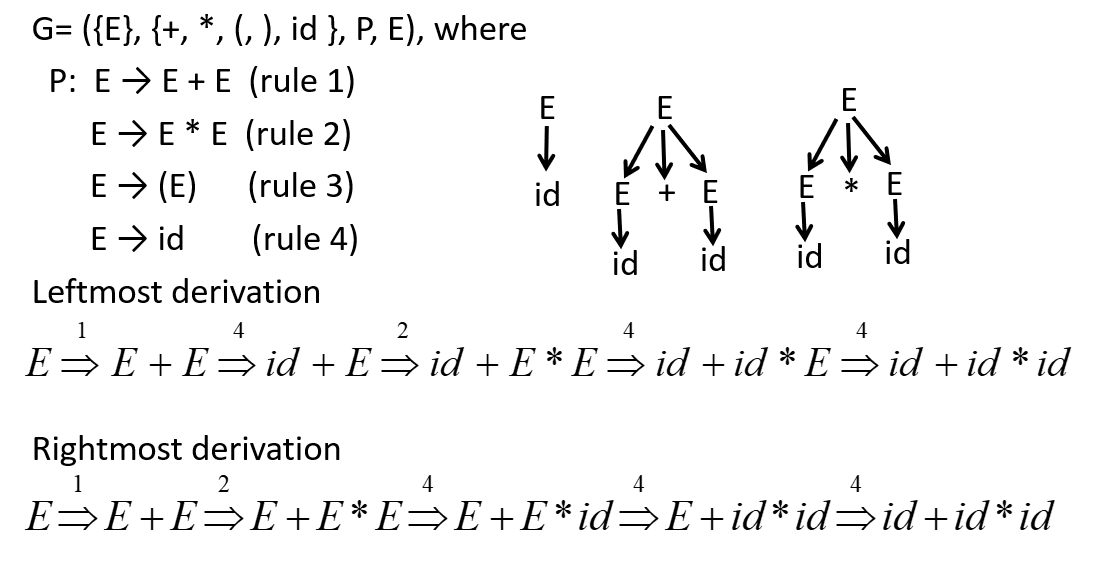 G= ({E}, {+, *, (, ), id }, P, E), where
P: E → E + E (rule 1)
E → E * E (rule 2)
E → (E) (rule 3)
E → id (rule 4)
E E E
id E + E E * E
id id id id
Leftmost derivation
1 4 2 4 4
E ⇒ E + E ⇒ id + E ⇒ id + E * E ⇒ id + id * E ⇒ id + id * id
Rightmost derivation
1 2 4 4 4
E ⇒ E + E ⇒ E + E * E ⇒ E + E * id ⇒ E + id * id ⇒ id + id * id